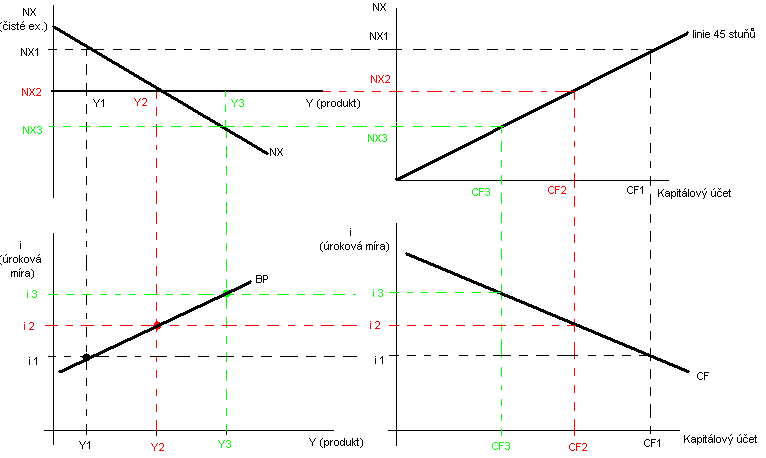 NX
(čisté ex.)
NX1
NX2
Y1
Y2
Y3
Y (produkt)
NX3
NX
NX
NX1
linie 45 stuňů
NX2
NX3
CF3
CF2
CF1
Kapitálový účet
i
(úroková
míra)
BP
i 3
i 2
i 1
Y1
Y2
Y3
Y (produkt)
i
(úroková míra)
i 3
i 2
i 1
CF
CF3
CF2
CF1
Kapitálový účet